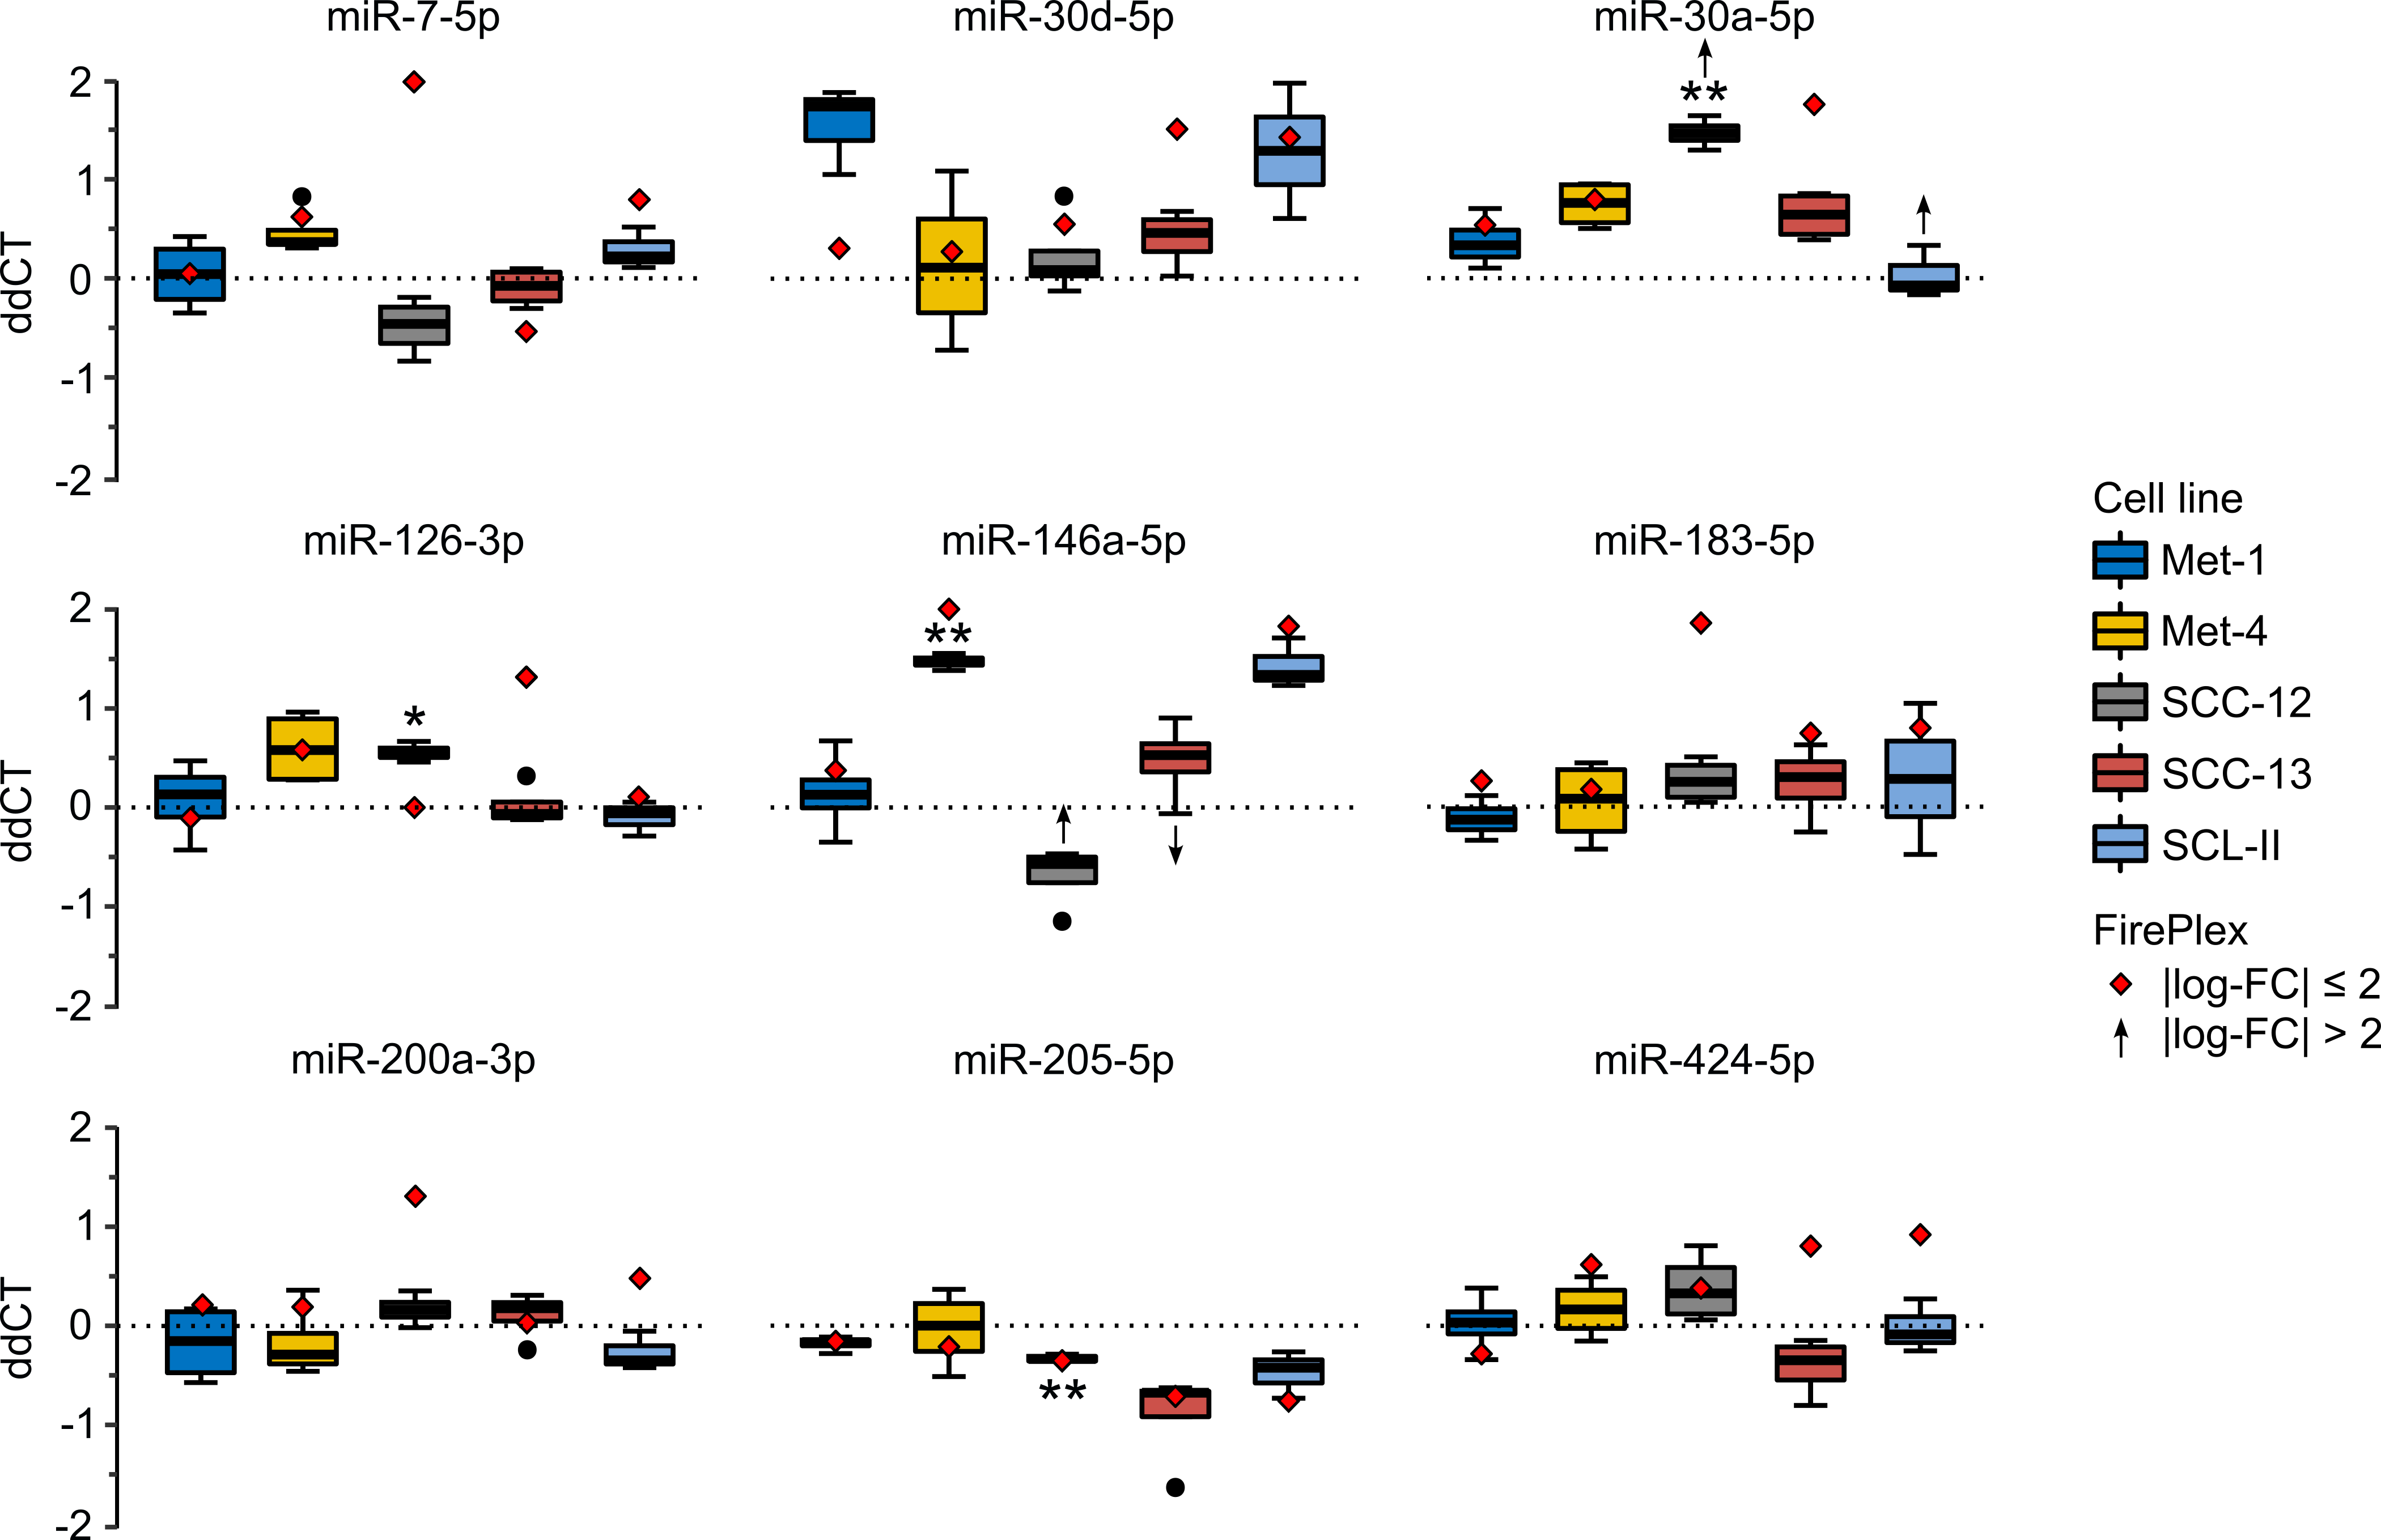 miR-7-5p
miR-30d-5p
miR-30a-5p
2
1
0
-1
-2
ddCT
**
miR-126-3p
miR-146a-5p
miR-183-5p
2
1
0
-1
-2
ddCT
*
**
miR-200a-3p
miR-205-5p
miR-424-5p
2
1
0
-1
-2
ddCT
**
Cell line
Met-1
Met-4
SCC-12
SCC-13
SCL-II
FirePlex
|log-FC| ≤ 2
|log-FC| > 2